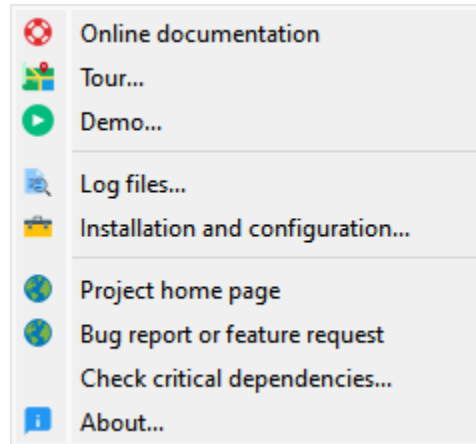 Online documentation
Tour...
Demo...
Log files...
Installation and configuration...
Project home page
Bug report or feature request
Check critical dependencies...
About...